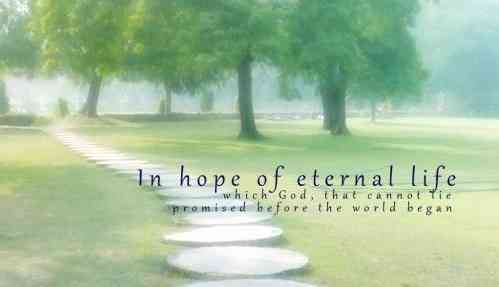 In hope of eternal life
which God, that cannot lie
promised before the world began